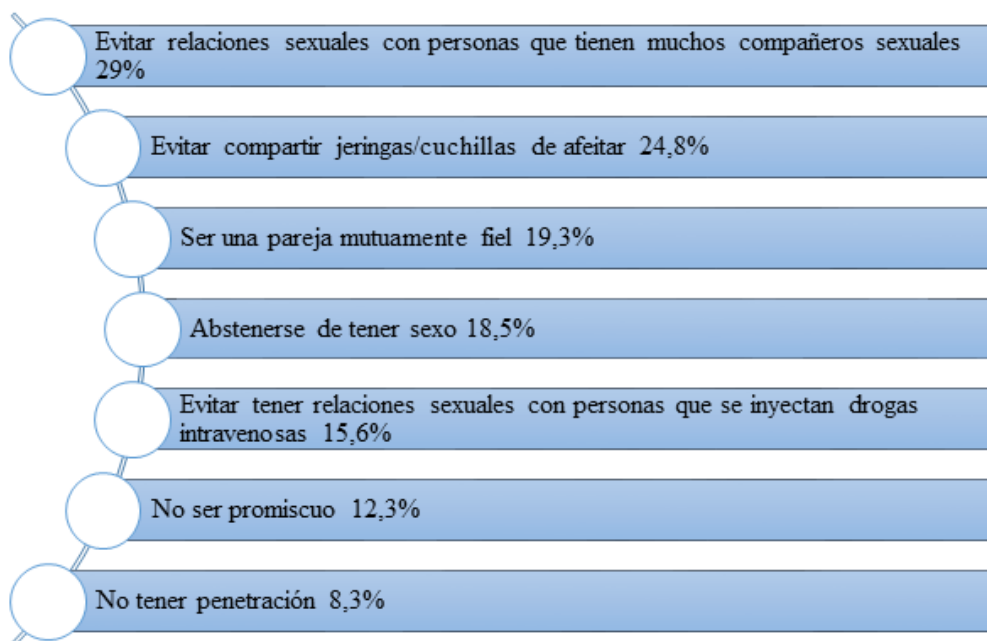 Evitar relaciones sexuales con personas que tienen muchos compañeros sexuales
29%
Evitar compartir jeringas/cuchillas de afeitar 24,8%
Ser una pareja mutuamente fiel 19,3%
Abstenerse de tener sexo 18,5%
Evitar tener relaciones sexuales con personas que se inyectan drogas
intravenosas 15,6%
No ser promiscuo 12,3%
No tener penetración 8,3%